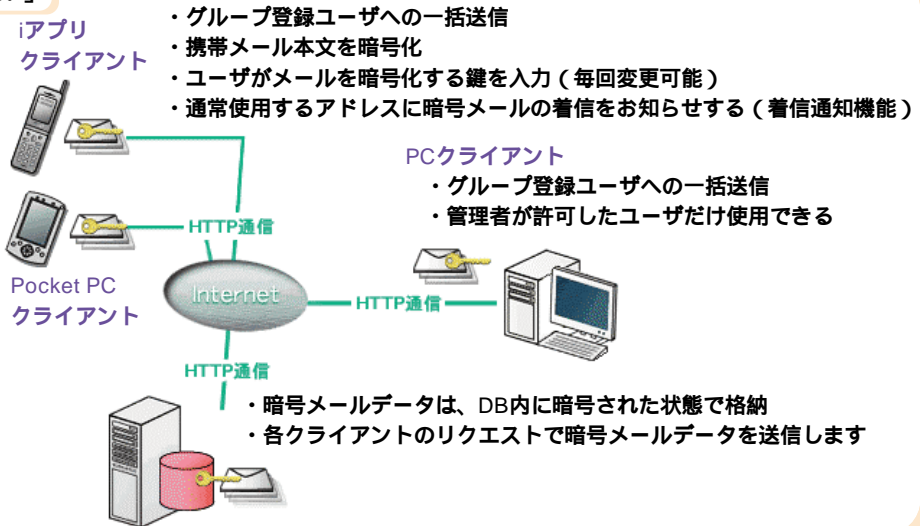 ・グループ登録ユーザへの一括送信
iアプリ
クライアント
・携帯メール本文を暗号化
・ユーザがメールを暗号化する鍵を入力（毎回変更可能）
・通常使用するアドレスに暗号メールの着信をお知らせする（着信通知機能）
PCクライアント
・グループ登録ユーザへの一括送信
・管理者が許可したユーザだけ使用できる
HTTP通信
Pocket PC
クライアント
Internet
HTTP通信
HTTP通信
・暗号メールデータは、DB内に暗号された状態で格納
・各クライアントのリクエストで暗号メールデータを送信します